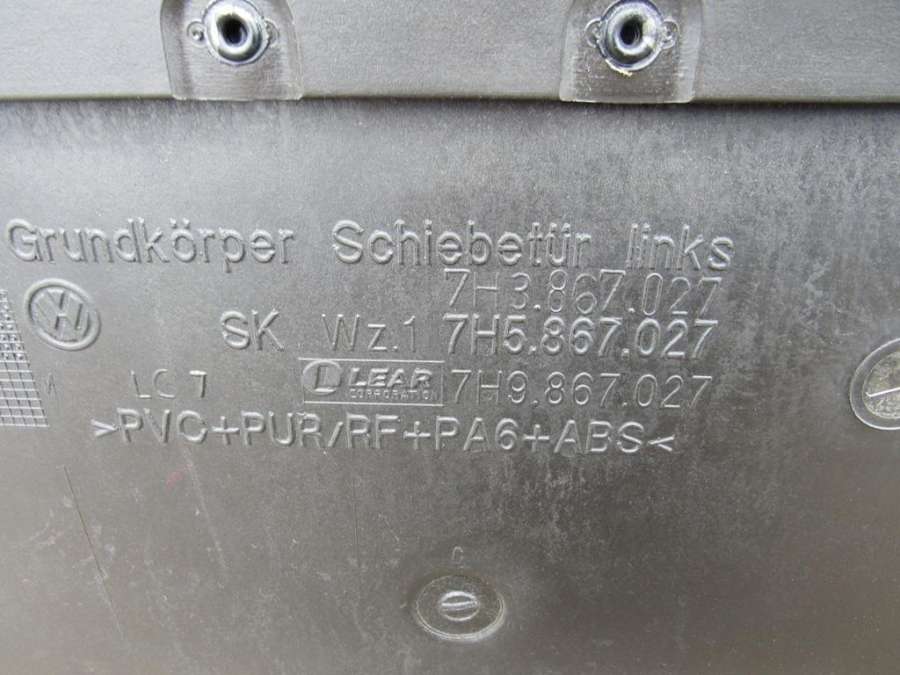 Grundkörper Schiebetür links
7H3.867.027
SK Wz.1 7H5.867.027
LC 7 LEAR CORPORATION 7H9.867.027
>PVC+PUR/RF+PA6+ABS<